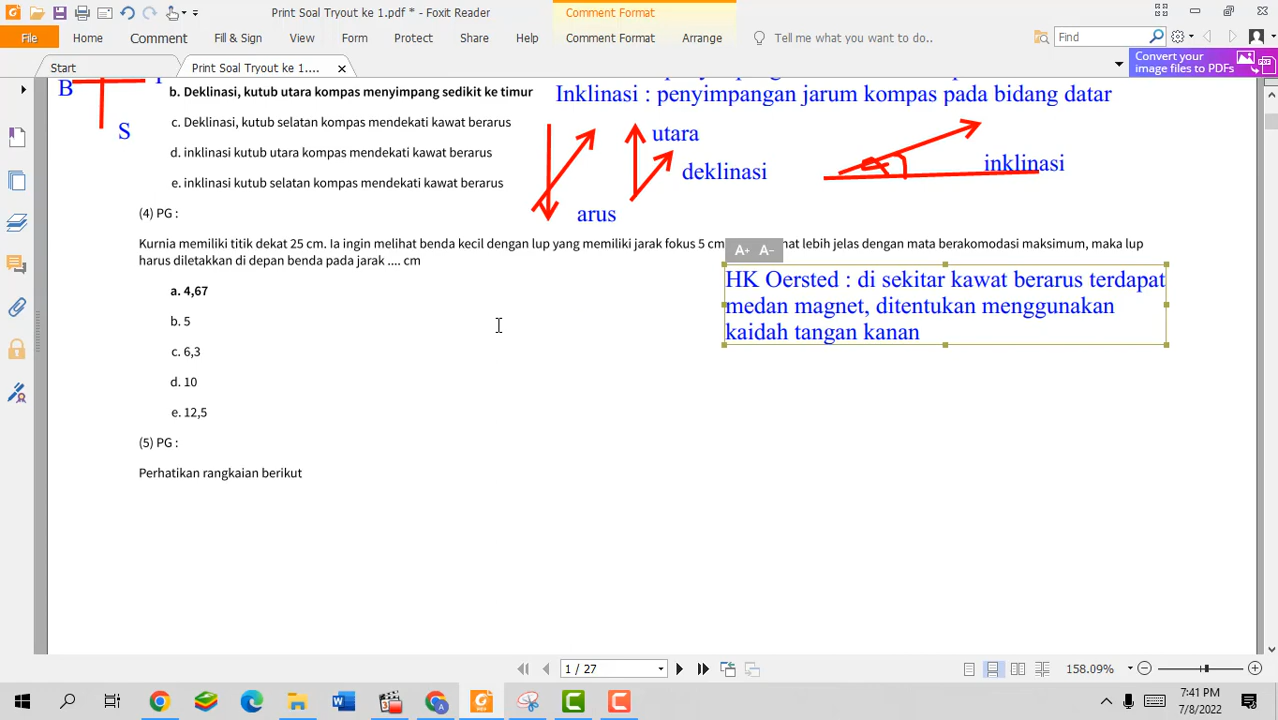 Print Soal Tryout ke 1.pdf * - Foxit Reader
Comment Format
File
Home
Comment
Fill & Sign
View
Form
Protect
Share
Help
Comment Format
Arrange
Tell me what you want to do..
Find
Start
Print Soal Tryout ke 1....
Convert your
image files to PDFs
B
S
b. Deklinasi, kutub utara kompas menyimpang sedikit ke timur
Inklinasi : penyimpangan jarum kompas pada bidang datar
c. Deklinasi, kutub selatan kompas mendekati kawat berarus
utara
d. inklinasi kutub utara kompas mendekati kawat berarus
deklinasi
inklinasi
e. inklinasi kutub selatan kompas mendekati kawat berarus
arus
(4) PG :
Kurnia memiliki titik dekat 25 cm. Ia ingin melihat benda kecil dengan lup yang memiliki jarak fokus 5 cm
lebih jelas dengan mata berakomodasi maksimum, maka lup
harus diletakkan di depan benda pada jarak .... cm
A+ A−
HK Oersted : di sekitar kawat berarus terdapat
medan magnet, ditentukan menggunakan
kaidah tangan kanan
a. 4,67
b. 5
c. 6,3
d. 10
e. 12,5
(5) PG :
Perhatikan rangkaian berikut
1 / 27
158.09%
7:41 PM
7/8/2022